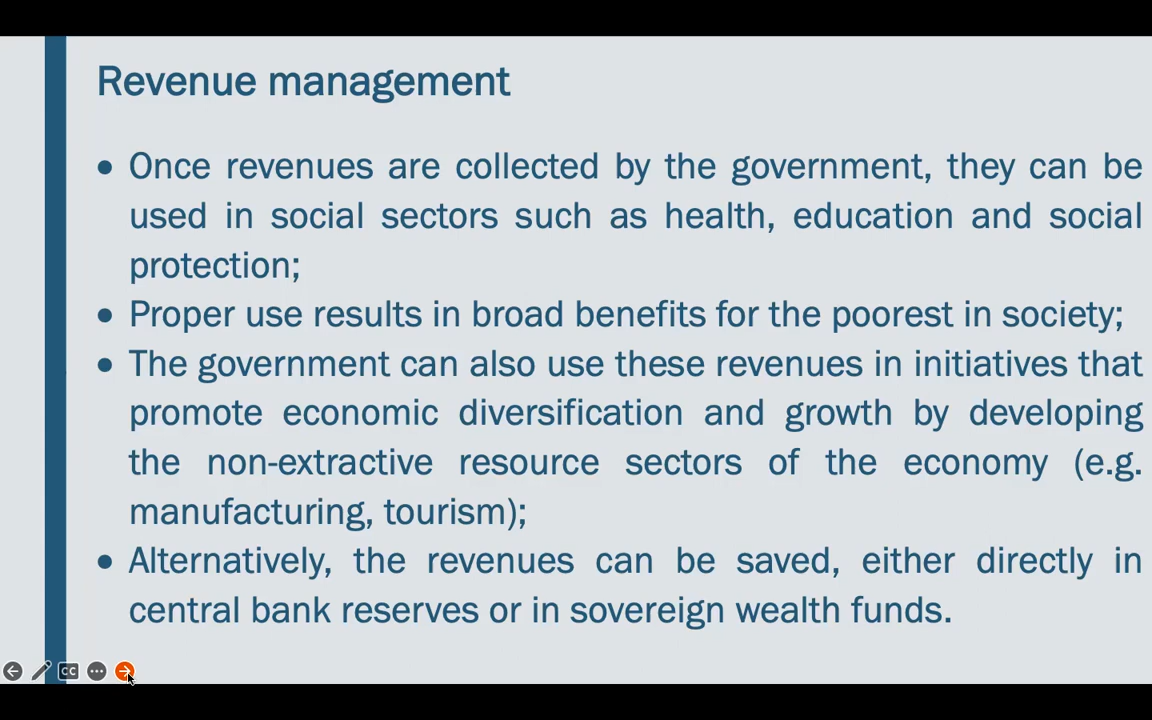 Revenue management
• Once revenues are collected by the government, they can be
used in social sectors such as health, education and social
protection;
• Proper use results in broad benefits for the poorest in society;
• The government can also use these revenues in initiatives that
promote economic diversification and growth by developing
the non-extractive resource sectors of the economy (e.g.
manufacturing, tourism);
• Alternatively, the revenues can be saved, either directly in
central bank reserves or in sovereign wealth funds.
CC